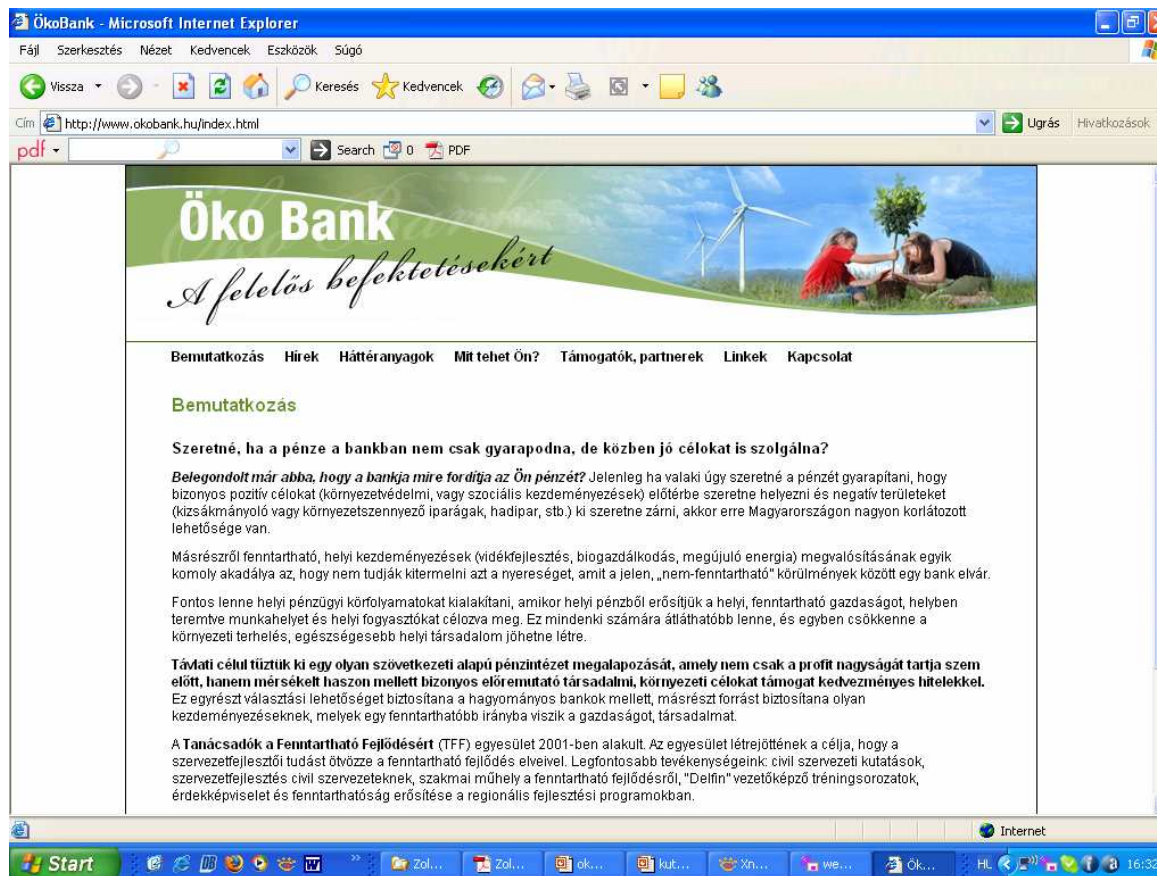 ÖkoBank - Microsoft Internet Explorer
Fájl Szerkesztés Nézet Kedvencek Eszközök Súgó
Vissza Keresés Kedvencek
Cím http://www.okobank.hu/index.html Ugrás Hivatkozások
pdf Search 0 PDF
Öko Bank
A felelős befektetésekért
Bemutatkozás Hírek Háttéranyagok Mit tehet Ön? Támogatók, partnerek Linkek Kapcsolat
Bemutatkozás
Szeretné, ha a pénze a bankban nem csak gyarapodna, de közben jó célokat is szolgálna?
Belegondolt már abba, hogy a bankja mire fordítja az Ön pénzét? Jelenleg ha valaki úgy szeretné a pénzét gyarapítani, hogy
bizonyos pozitív célokat (környezetvédelmi, vagy szociális kezdeményezések) előtérbe szeretne helyezni és negatív területeket
(kizsákmányoló vagy környezetszennyező iparágak, hadipar, stb.) ki szeretne zárni, akkor erre Magyarországon nagyon korlátozott
lehetősége van.
Másrészről fenntartható, helyi kezdeményezések (vidékfejlesztés, biogazdálkodás, megújuló energia) megvalósításának egyik
komoly akadálya az, hogy nem tudják kitermelni azt a nyereséget, amit a jelen, „nem-fenntartható” körülmények között egy bank elvár.
Fontos lenne helyi pénzügyi körfolyamatokat kialakítani, amikor helyi pénzből erősítjük a helyi, fenntartható gazdaságot, helyben
teremtve munkahelyet és helyi fogyasztókat célozva meg. Ez mindenki számára átláthatóbb lenne, és egyben csökkenne a
környezeti terhelés, egészségesebb helyi társadalom jöhetne létre.
Távlati célul tűztük ki egy olyan szövetkezeti alapú pénzintézet megalapozását, amely nem csak a profit nagyságát tartja szem
előtt, hanem mérsékelt haszon mellett bizonyos előremutató társadalmi, környezeti célokat támogat kedvezményes hitelekkel.
Ez egyrészt választási lehetőséget biztosítana a hagyományos bankok mellett, másrészt forrást biztosítana olyan
kezdeményezéseknek, melyek egy fenntarthatóbb irányba viszik a gazdaságot, társadalmat.
A Tanácsadók a Fenntartható Fejlődésért (TFF) egyesület 2001-ben alakult. Az egyesület létrejöttének a célja, hogy a
szervezetfejlesztői tudást ötvözze a fenntartható fejlődés elveivel. Legfontosabb tevékenységeink: civil szervezeti kutatások,
szervezetfejlesztés civil szervezeteknek, szakmai műhely a fenntartható fejlődésről, "Delfin" vezetőképző tréningsorozatok,
érdekképviselet és fenntarthatóság erősítése a regionális fejlesztési programokban.
Internet
Start Zol... Zol... ok... kut... Xn... we... Ök... HL 16:32